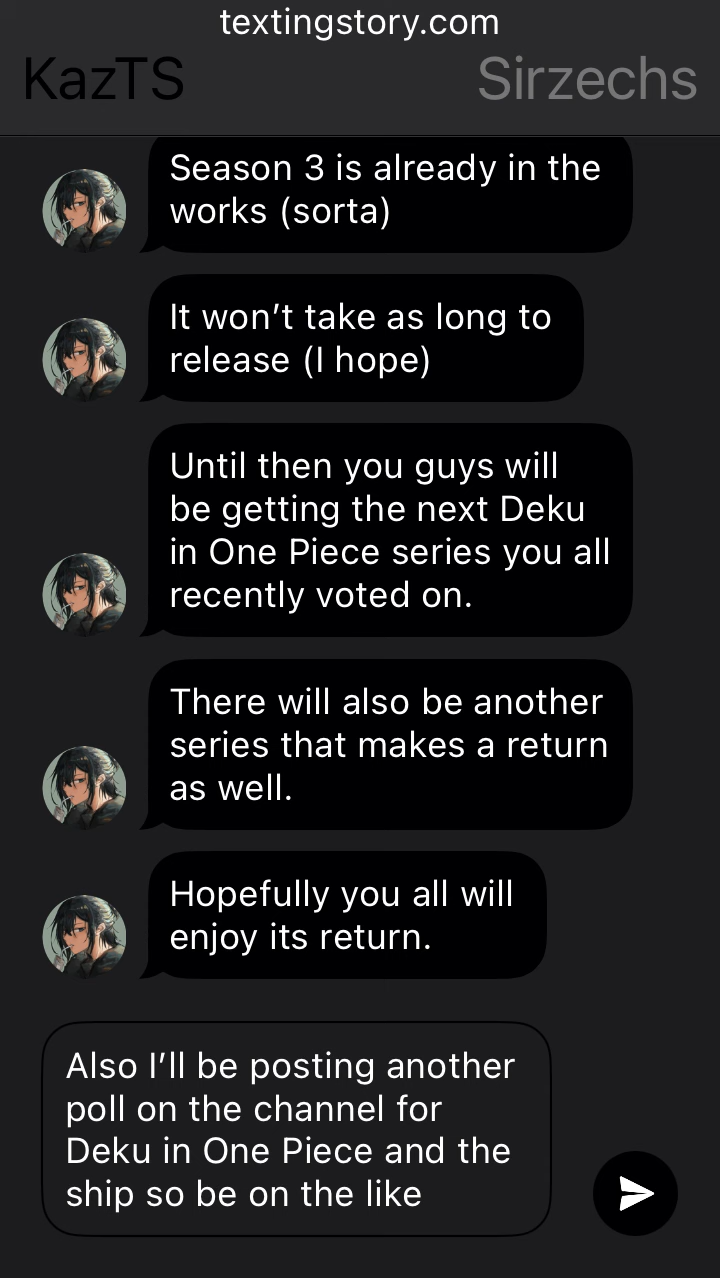 textingstory.com
KazTS
Sirzechs
Season 3 is already in the
works (sorta)
It won’t take as long to
release (I hope)
Until then you guys will
be getting the next Deku
in One Piece series you all
recently voted on.
There will also be another
series that makes a return
as well.
Hopefully you all will
enjoy its return.
Also I’ll be posting another
poll on the channel for
Deku in One Piece and the
ship so be on the like